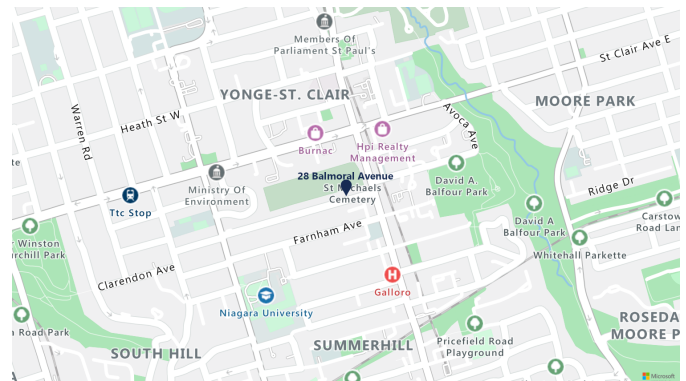 Members Of
Parliament St Paul's
St Clair Ave E
YONGE-ST. CLAIR
MOORE PARK
Warren Rd
Heath St W
Avoca Ave
Burnac
Hpi Realty
Management
te
28 Balmoral Avenue
St Michaels
Cemetery
Ministry Of
Environment
David A.
Balfour Park
Ridge Dr
Ttc Stop
David A
Balfour Park
Carstow
Road Lan
Winston
rchill Park
Farnham Ave
Whitehall Parkette
Clarendon Ave
Galloro
Niagara University
a Road Park
SOUTH HILL
SUMMERHILL
Pricefield Road
Playground
ROSEDA
MOORE P
A
Microsoft